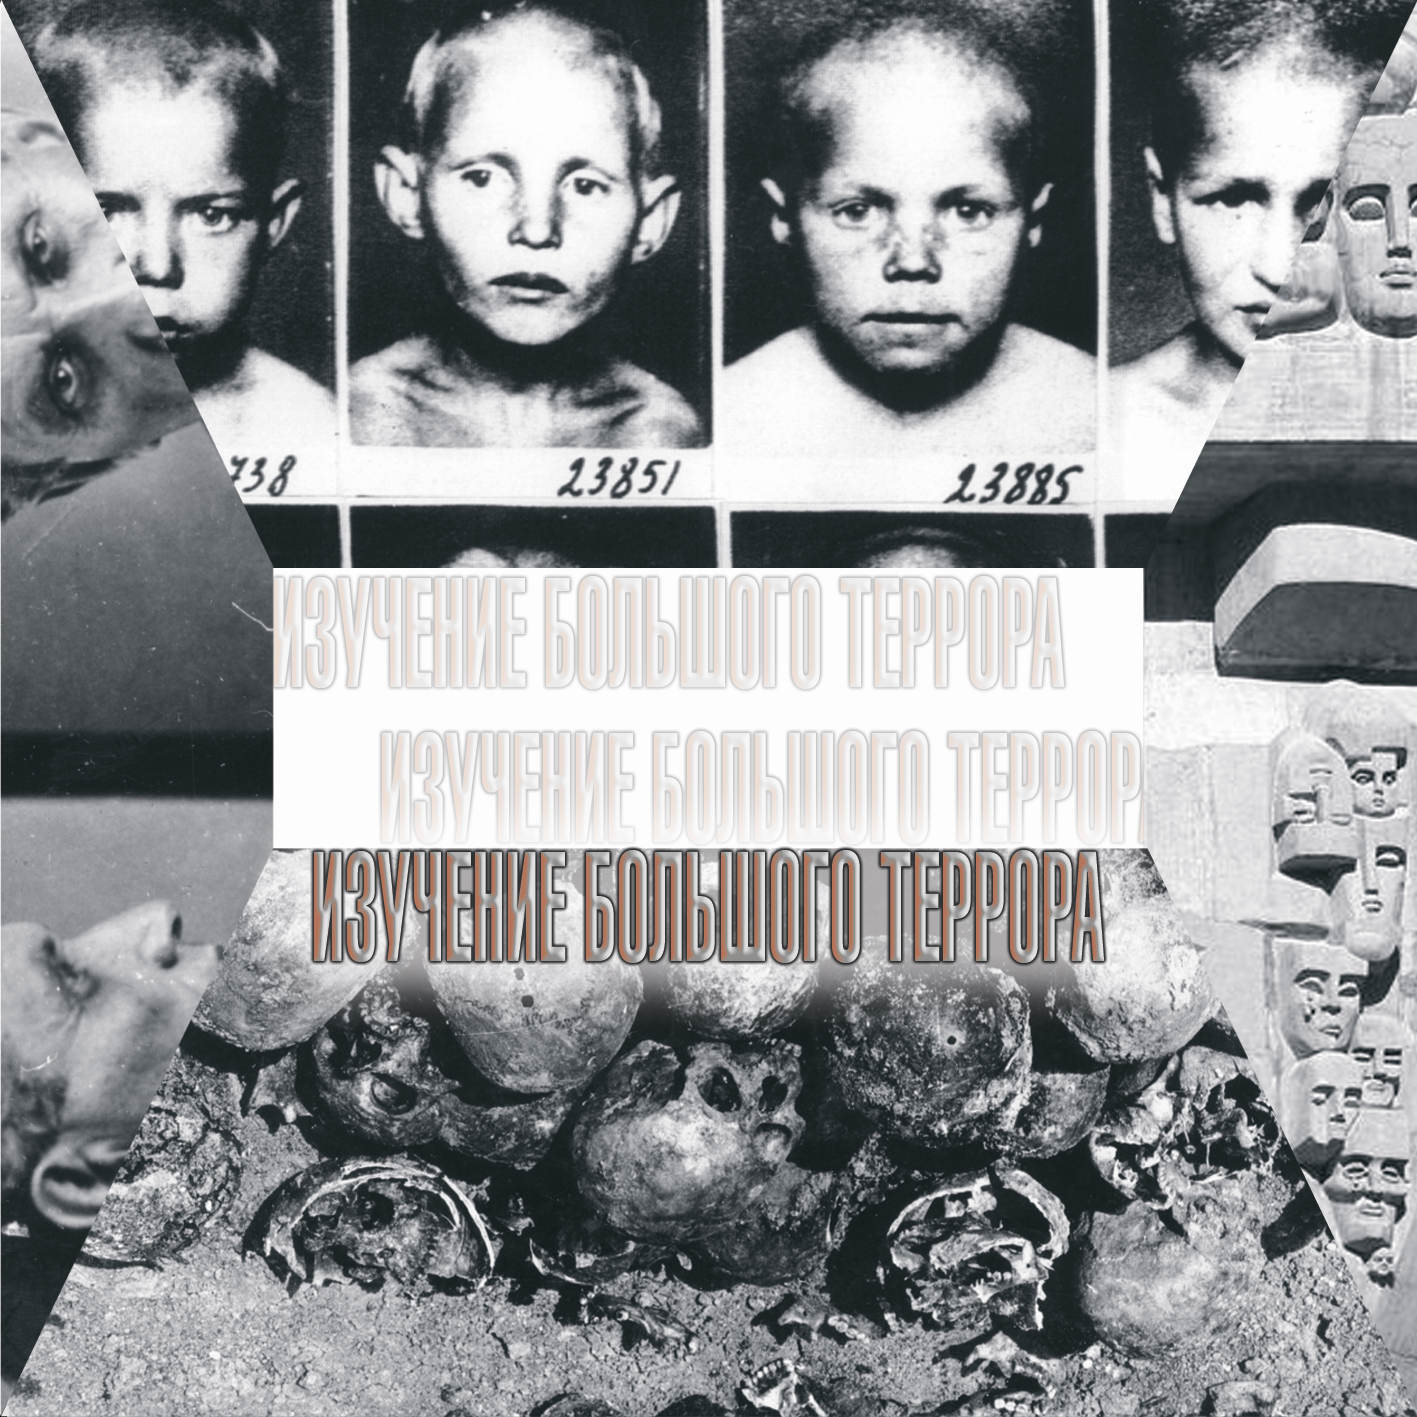 738
23851
23885
ИЗУЧЕНИЕ БОЛЬШОГО ТЕРРОРА
ИЗУЧЕНИЕ БОЛЬШОГО ТЕРРОР
ИЗУЧЕНИЕ БОЛЬШОГО ТЕРРОРА